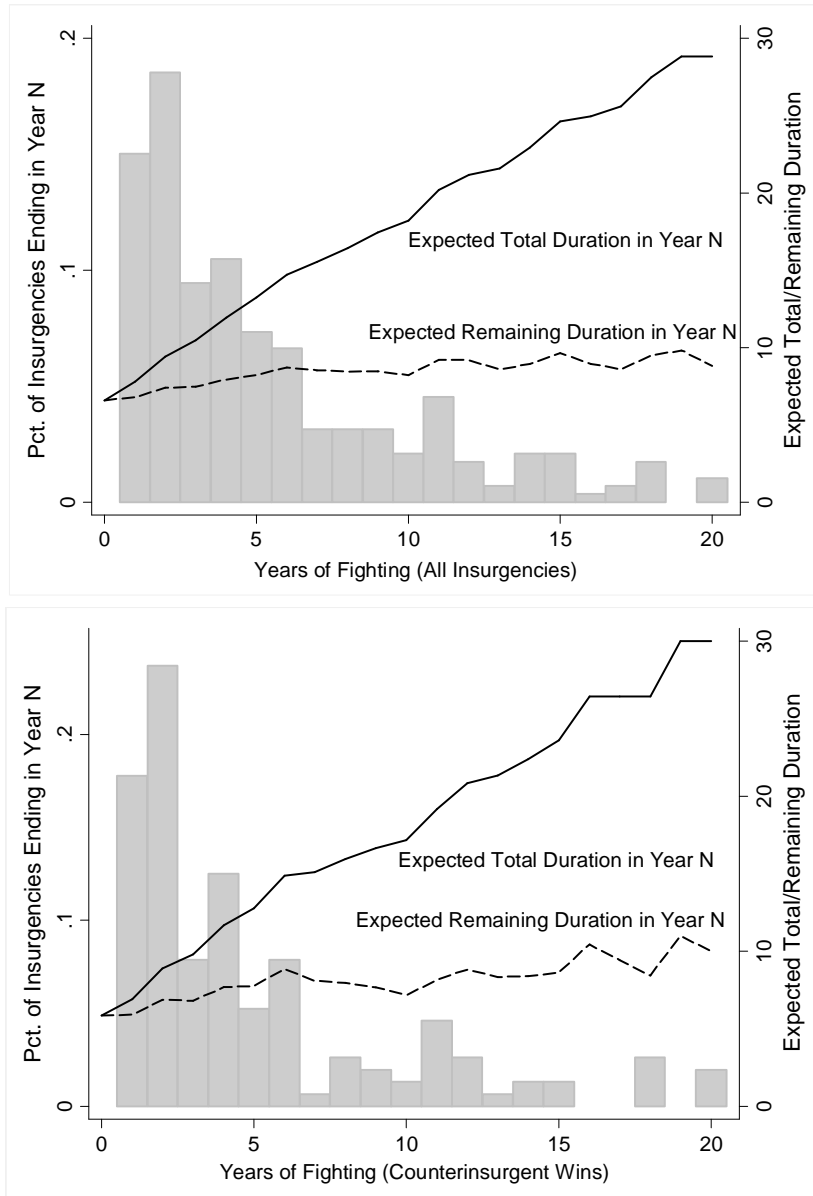 .2
.1
0
Pct. of Insurgencies Ending in Year N
30
20
10
0
Expected Total/Remaining Duration
Expected Total Duration in Year N
Expected Remaining Duration in Year N
0 5 10 15 20
Years of Fighting (All Insurgencies)
.2
.1
0
Pct. of Insurgencies Ending in Year N
30
20
10
0
Expected Total/Remaining Duration
Expected Total Duration in Year N
Expected Remaining Duration in Year N
0 5 10 15 20
Years of Fighting (Counterinsurgent Wins)